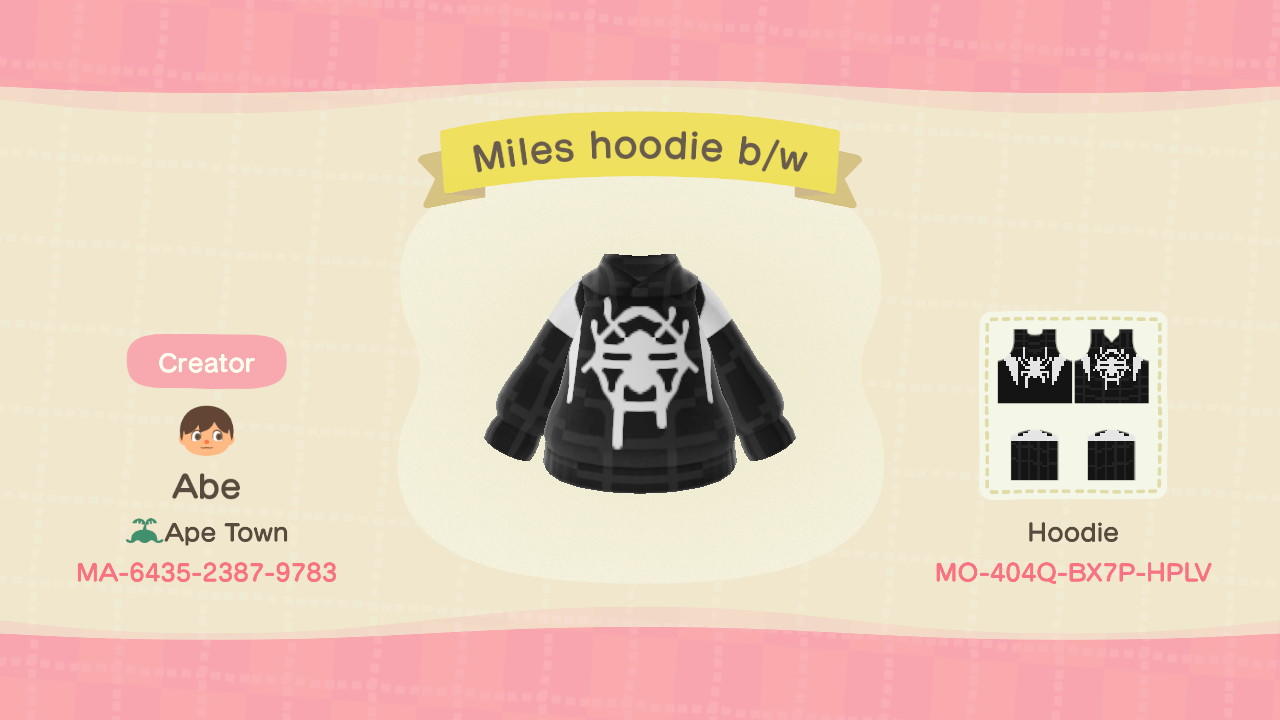 Miles hoodie b/w
Creator
Abe
Ape Town
MA-6435-2387-9783
Hoodie
MO-404Q-BX7P-HPLV